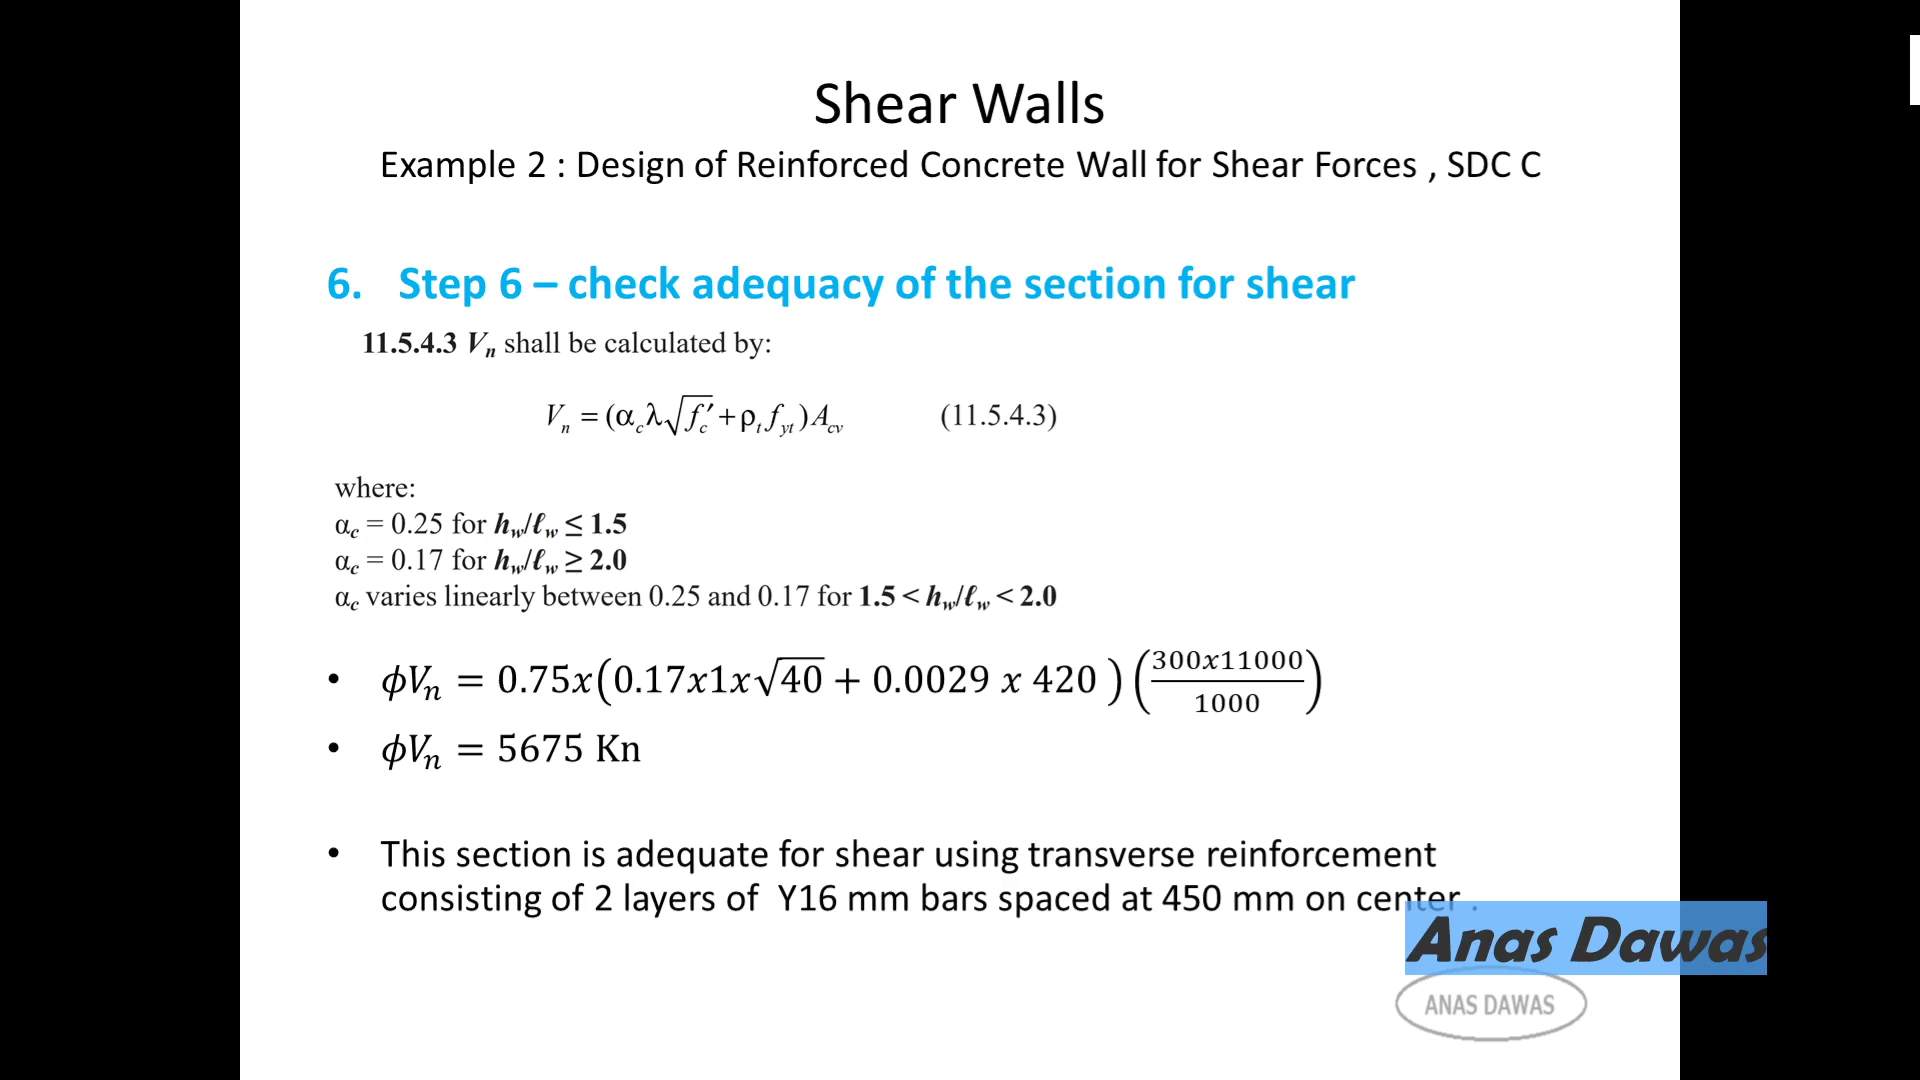 Shear Walls
Example 2 : Design of Reinforced Concrete Wall for Shear Forces , SDC C
6. Step 6 – check adequacy of the section for shear
11.5.4.3 Vn shall be calculated by:
Vn = (αcλ√fc′ + ρt fyt) Acv (11.5.4.3)
where:
αc = 0.25 for hw/ℓw ≤ 1.5
αc = 0.17 for hw/ℓw ≥ 2.0
αc varies linearly between 0.25 and 0.17 for 1.5 < hw/ℓw < 2.0
• ϕVn = 0.75x(0.17x1x√40 + 0.0029 x 420 ) (300x11000/1000)
• ϕVn = 5675 Kn
• This section is adequate for shear using transverse reinforcement
consisting of 2 layers of Y16 mm bars spaced at 450 mm on center .
Anas Dawas
ANAS DAWAS